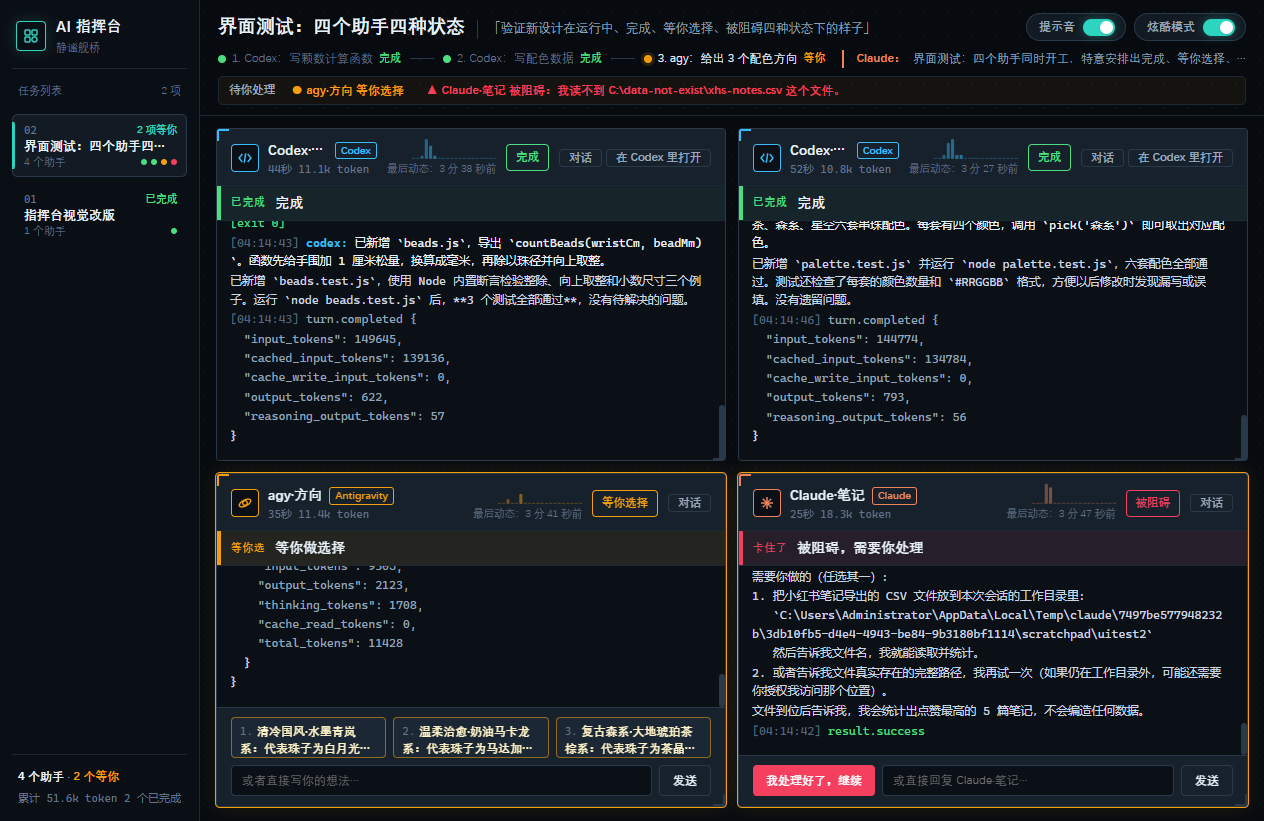 AI 指挥台
静谧舰桥
任务列表
2 项
02
2 项等你
界面测试：四个助手四…
4 个助手
01
已完成
指挥台视觉改版
1 个助手
4 个助手 · 2 个等你
累计 51.6k token 2 个已完成
界面测试：四个助手四种状态
「验证新设计在运行中、完成、等你选择、被阻碍四种状态下的样子」
提示音
炫酷模式
1. Codex: 写颗数计算函数 完成
2. Codex: 写配色数据 完成
3. agy: 给出 3 个配色方向 等你
Claude: 界面测试：四个助手同时开工，特意安排出完成、等你选择、…
待办处理 agy·方向 等你选择 Claude·笔记 被阻碍：我读不到 C:\data-not-exist\xhs-notes.csv 这个文件。
Codex·… Codex
44秒 11.1k token
最后动态：3 分 38 秒前
完成
对话
在 Codex 里打开
已完成 完成
[exit 0]
[04:14:43] codex: 已新增 `beads.js`，导出 `countBeads(wristCm, beadMm)
`。函数先给手围加 1 厘米松量，换算成毫米，再除以珠径并向上取整。
已新增 `beads.test.js`，使用 Node 内置断言检验整除、向上取整和小数尺寸三个例
子。运行 `node beads.test.js` 后，**3 个测试全部通过**，没有待解决的问题。
[04:14:43] turn.completed {
"input_tokens": 149645,
"cached_input_tokens": 139136,
"cache_write_input_tokens": 0,
"output_tokens": 622,
"reasoning_output_tokens": 57
}
Codex·… Codex
52秒 10.8k token
最后动态：3 分 27 秒前
完成
对话
在 Codex 里打开
已完成 完成
茶、森系、星空六套串珠配色。每套有四个颜色，调用 `pick('森系')` 即可取出对应配
色。
已新增 `palette.test.js` 并运行 `node palette.test.js`，六套配色全部通
过。测试还检查了每套的颜色数量和 `#RRGGBB` 格式，方便以后修改时发现漏写或误
填。没有遗留问题。
[04:14:46] turn.completed {
"input_tokens": 144774,
"cached_input_tokens": 134784,
"cache_write_input_tokens": 0,
"output_tokens": 793,
"reasoning_output_tokens": 56
}
agy·方向 Antigravity
35秒 11.4k token
最后动态：3 分 41 秒前
等你选择
对话
等你选 等你做选择
"input_tokens": 9305,
"output_tokens": 2123,
"thinking_tokens": 1708,
"cache_read_tokens": 0,
"total_tokens": 11428
}
}
1. 清冷国风·水墨青岚
系：代表珠子为白月光…
2. 温柔治愈·奶油马卡龙
系：代表珠子为马达加…
3. 复古森系·大地琥珀茶
棕系：代表珠子为茶晶…
或者直接写你的想法…
发送
Claude·笔记 Claude
25秒 18.3k token
最后动态：3 分 47 秒前
被阻碍
对话
卡住了 被阻碍，需要你处理
需要你做的（任选其一）：
1. 把小红书笔记导出的 CSV 文件放到本次会话的工作目录里：
`C:\Users\Administrator\AppData\Local\Temp\claude\7497be577948232
b\3db10fb5-d4e4-4943-be84-9b3180bf1114\scratchpad\uitest2`
然后告诉我文件名，我就能读取并统计。
2. 或者告诉我文件真实存在的完整路径，我再试一次（如果仍在工作目录外，可能还需要
你授权我访问那个位置）。
文件到位后告诉我，我会统计出点赞最高的 5 篇笔记，不会编造任何数据。
[04:14:42] result.success
我处理好了，继续
或直接回复 Claude·笔记…
发送